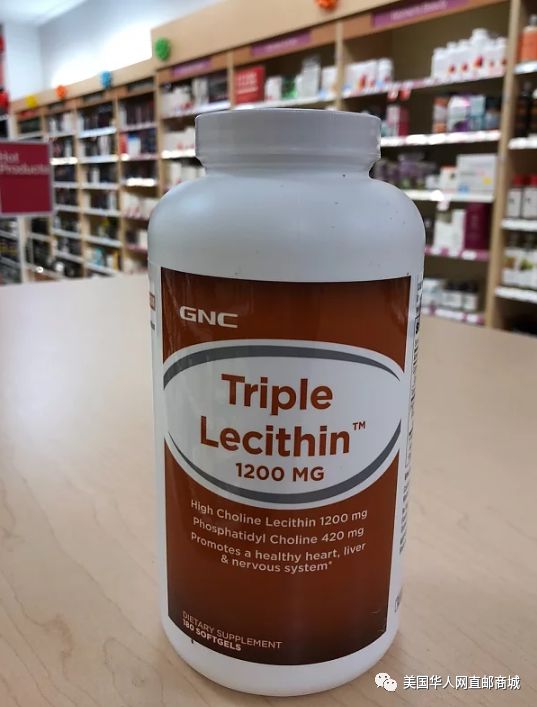 Hot
Products
GNC
Triple
Lecithin™
1200 MG
High Choline Lecithin 1200 mg
Phosphatidyl Choline 420 mg
Promotes a healthy heart, liver
& nervous system*
DIETARY SUPPLEMENT
180 SOFTGELS
美国华人网直邮商城